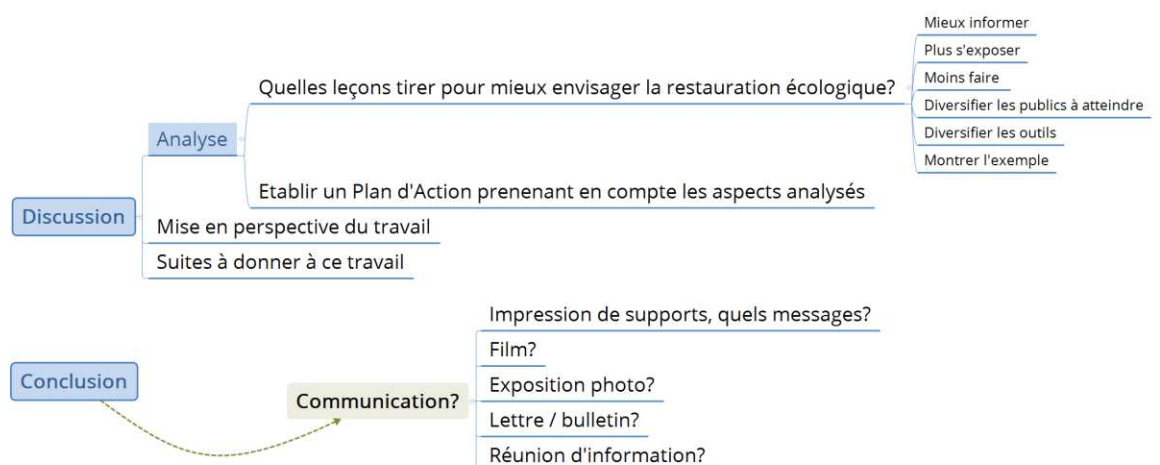 Mieux informer
Plus s'exposer
Quelles leçons tirer pour mieux envisager la restauration écologique?
Moins faire
Diversifier les publics à atteindre
Analyse
Diversifier les outils
Montrer l'exemple
Etablir un Plan d'Action prenenant en compte les aspects analysés
Discussion
Mise en perspective du travail
Suites à donner à ce travail
Impression de supports, quels messages?
Film?
Conclusion
Exposition photo?
Communication?
Lettre / bulletin?
Réunion d'information?